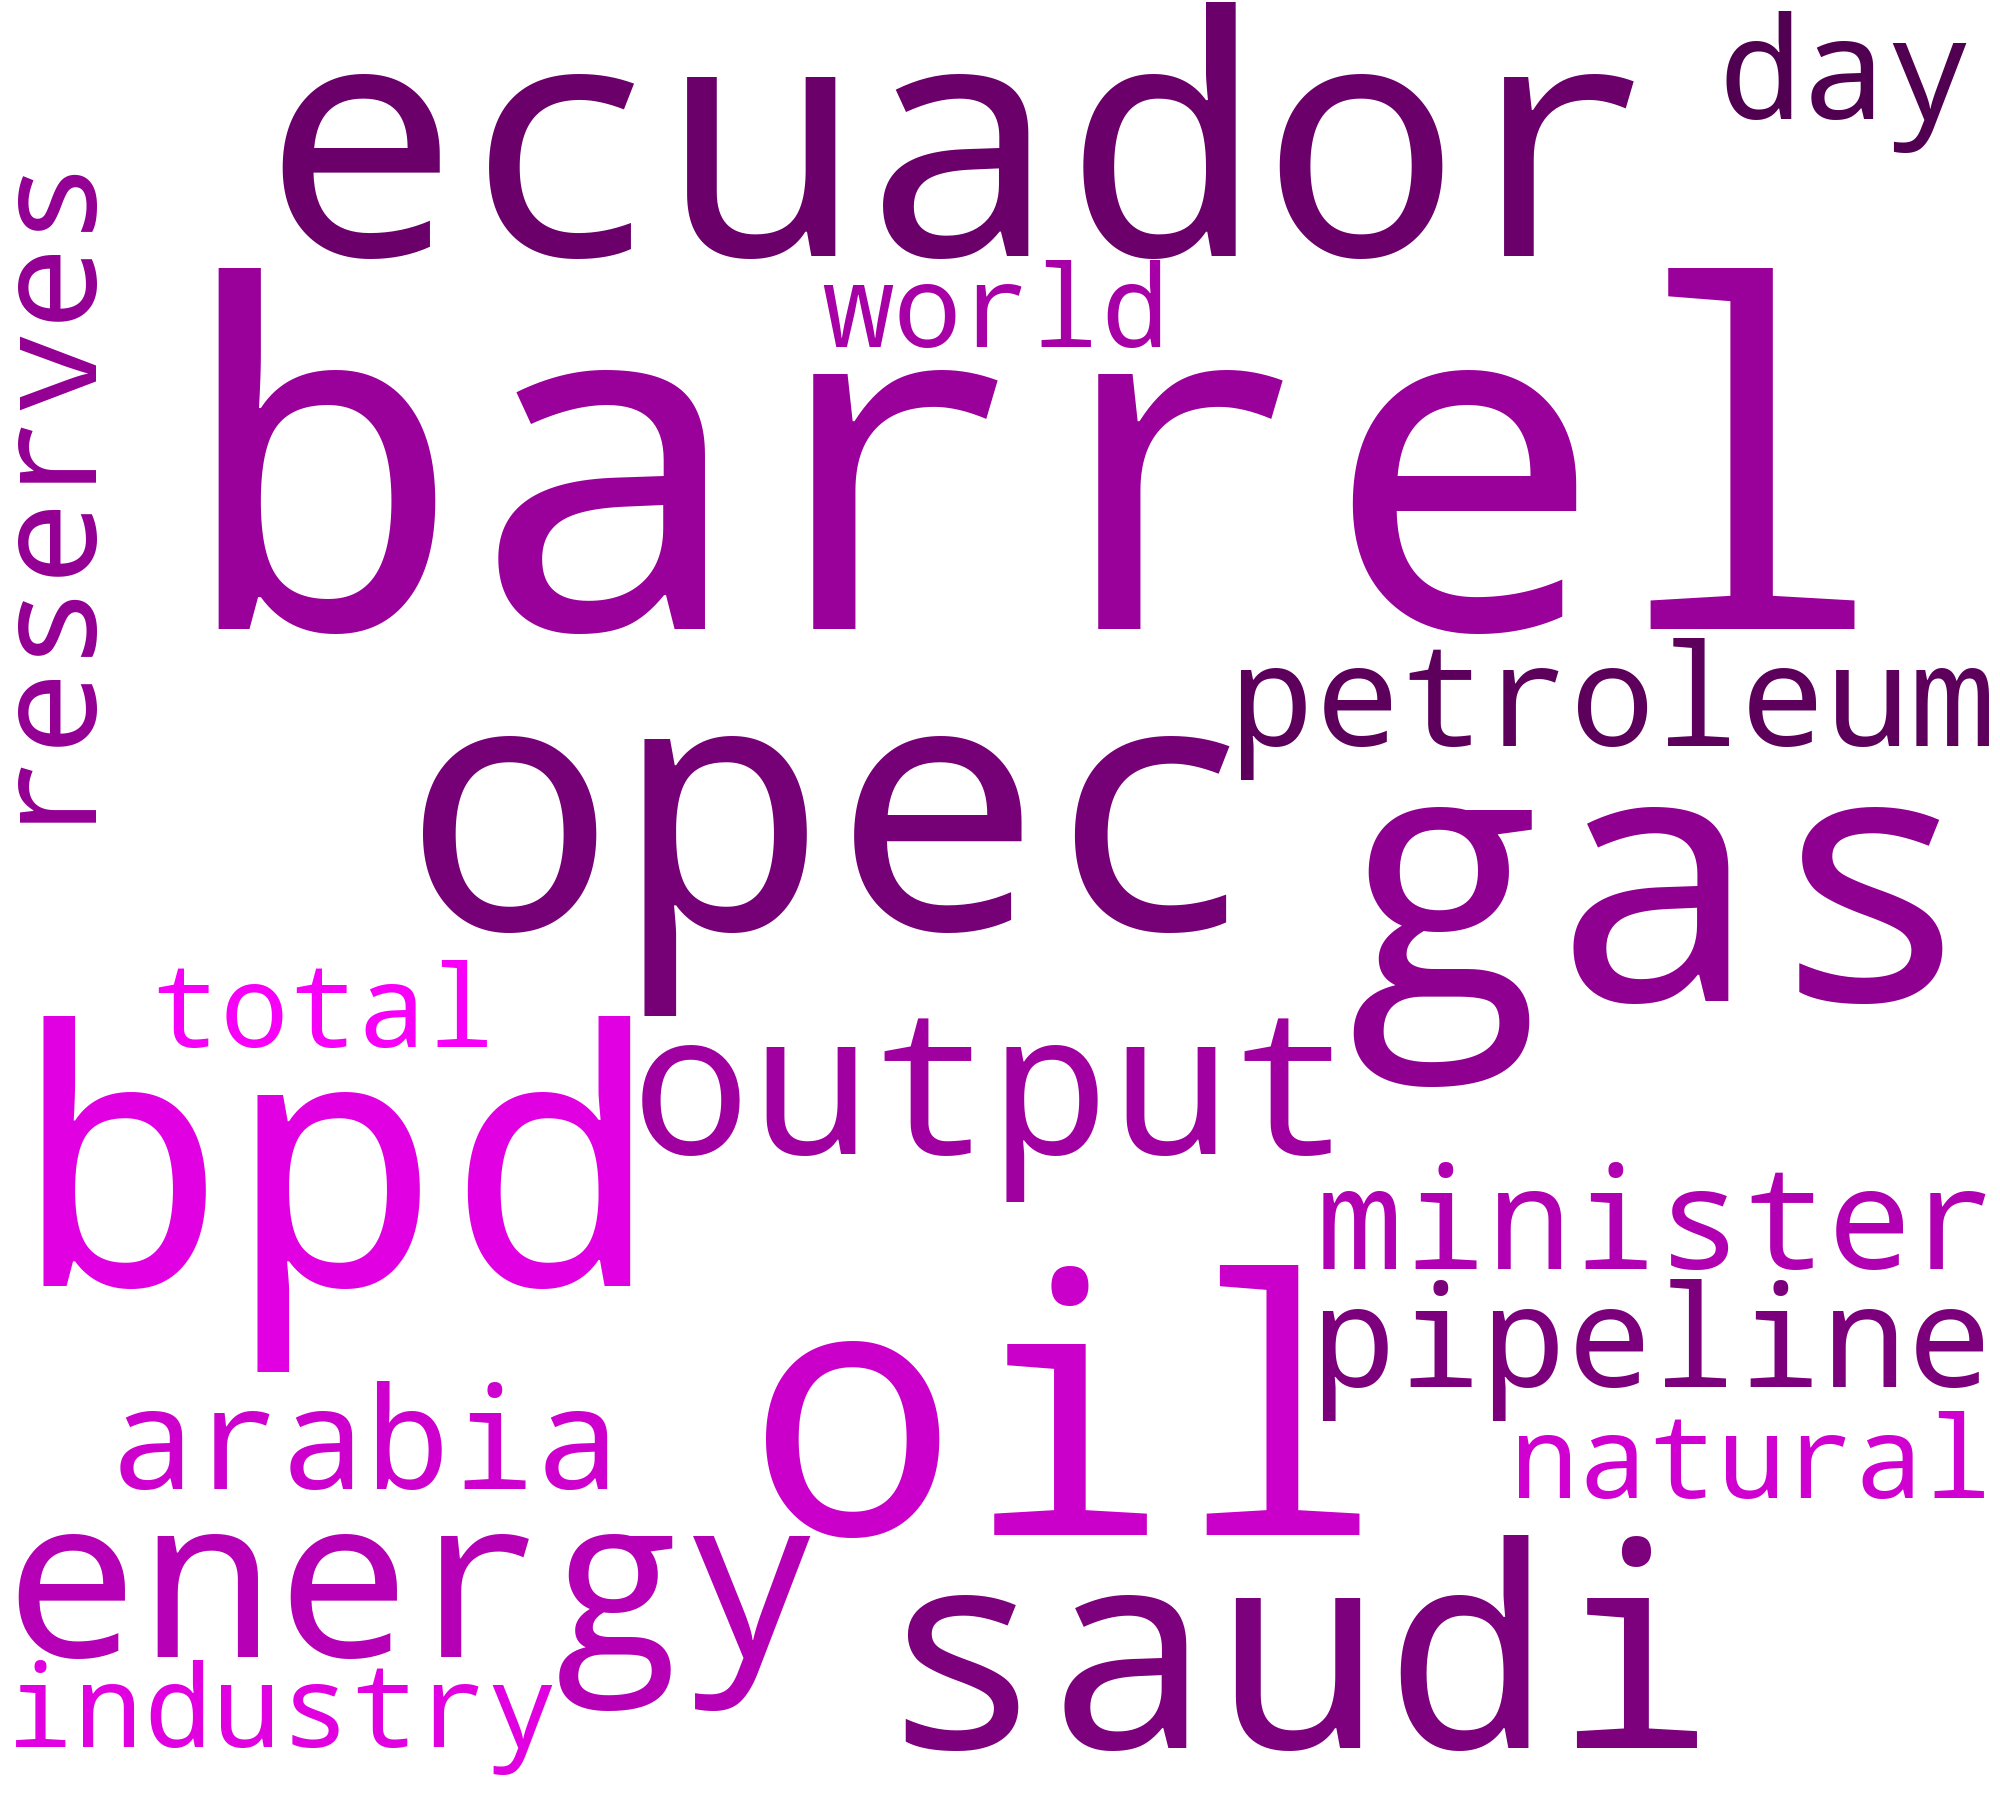 ecuador
day
reserves
world
barrel
petroleum
opec
gas
total
bpd
output
minister
pipeline
oil
arabia
natural
energy
saudi
industry